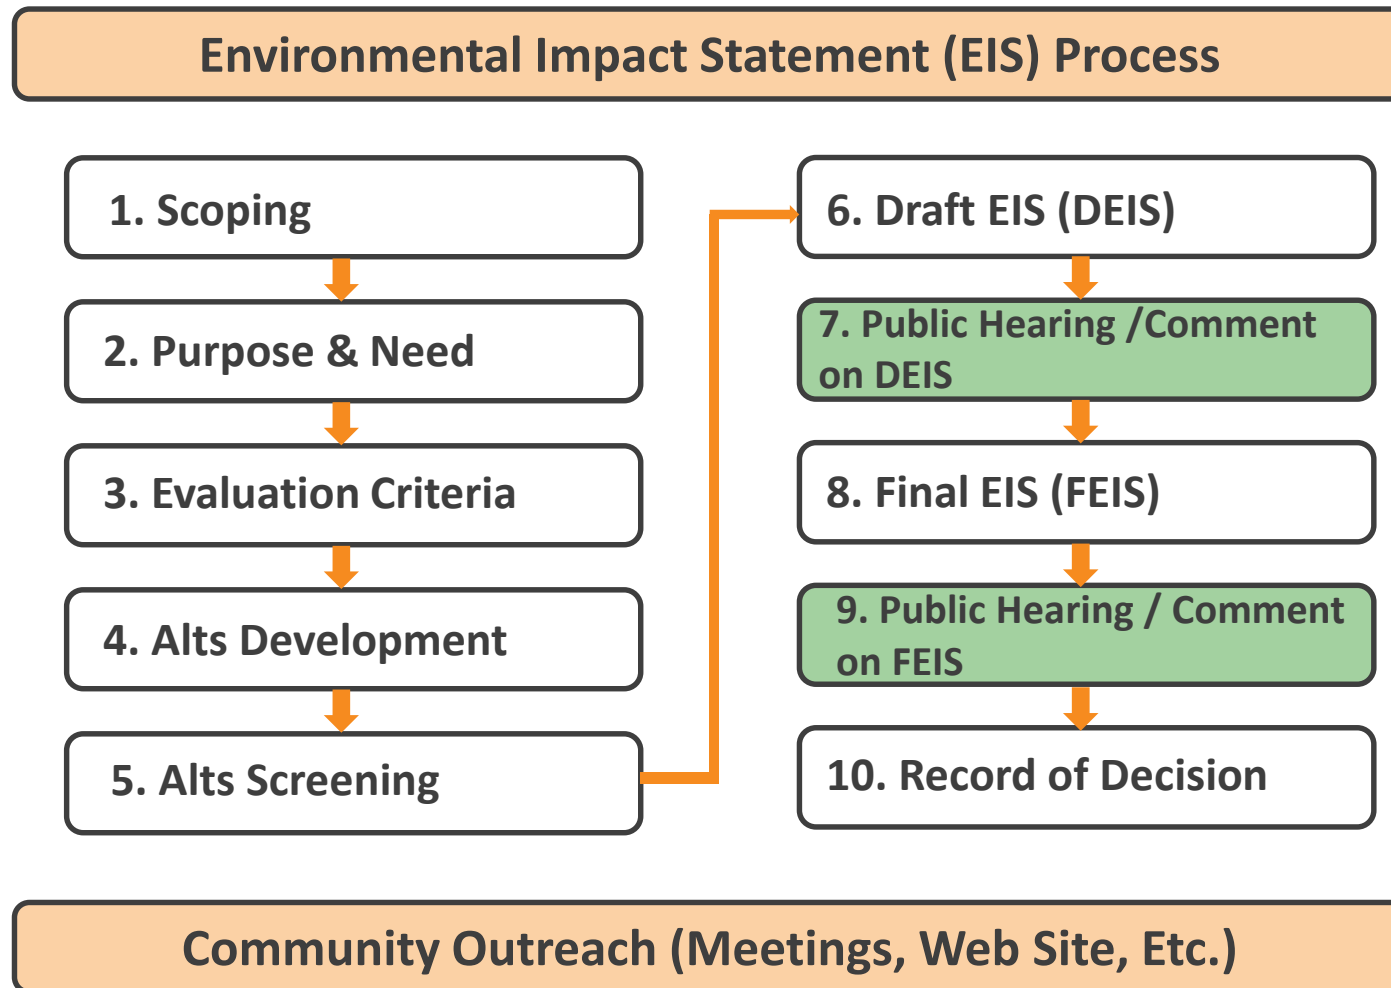 Environmental Impact Statement (EIS) Process
1. Scoping
2. Purpose & Need
3. Evaluation Criteria
4. Alts Development
5. Alts Screening
6. Draft EIS (DEIS)
7. Public Hearing /Comment
on DEIS
8. Final EIS (FEIS)
9. Public Hearing / Comment
on FEIS
10. Record of Decision
Community Outreach (Meetings, Web Site, Etc.)